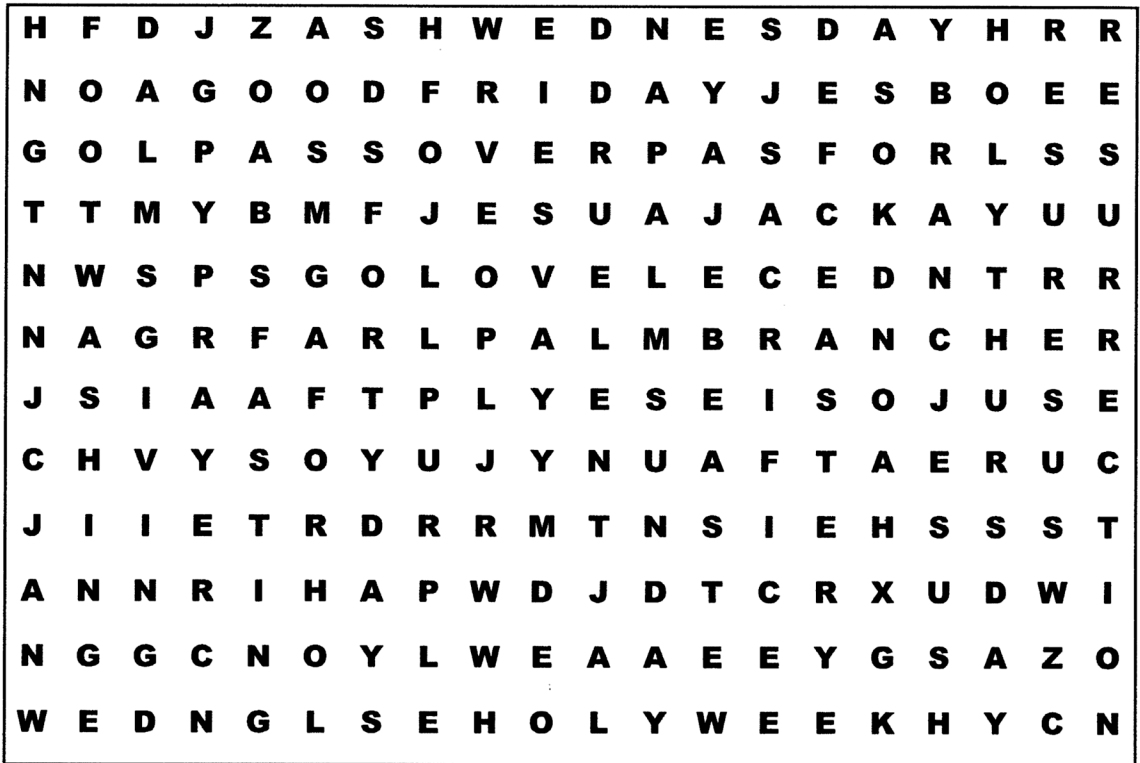 H F D J Z A S H W E D N E S D A Y H R R
N O A G O O D F R I D A Y J E S B O E E
G O L P A S S O V E R P A S F O R L S S
T T M Y B M F J E S U A J A C K A Y U U
N W S P S G O L O V E L E C E D N T R R
N A G R F A R L P A L M B R A N C H E R
J S I A A F T P L Y E S E I S O J U S E
C H V Y S O Y U J Y N U A F T A E R U C
J I I E T R D R R M T N S I E H S S S T
A N N R I H A P W D J D T C R X U D W I
N G G C N O Y L W E A A E E Y G S A Z O
W E D N G L S E H O L Y W E E K H Y C N